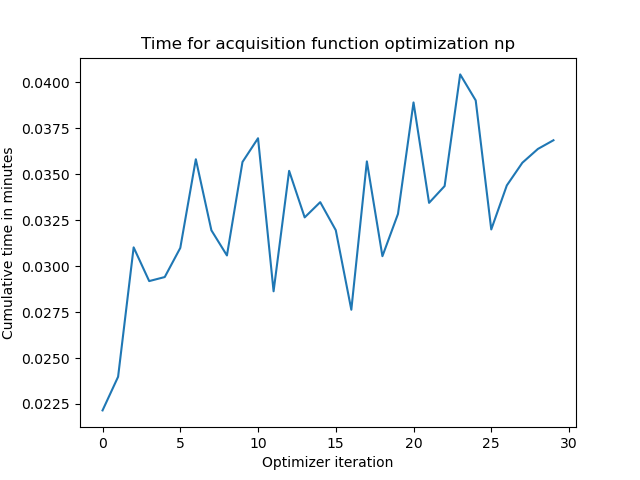 Time for acquisition function optimization np
0.0400
0.0375
0.0350
0.0325
0.0300
0.0275
0.0250
0.0225
Cumulative time in minutes
0 5 10 15 20 25 30
Optimizer iteration